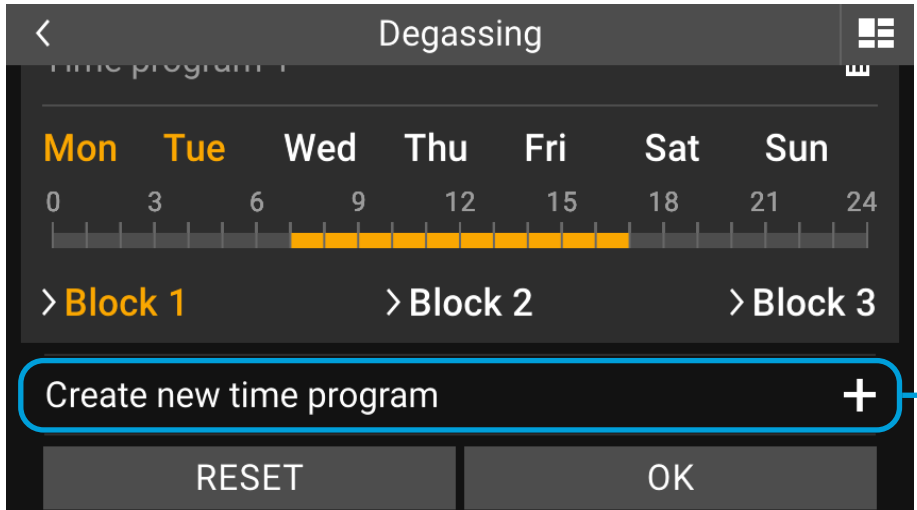 Degassing
Time program 1
Mon Tue Wed Thu Fri Sat Sun
0 3 6 9 12 15 18 21 24
Block 1 Block 2 Block 3
Create new time program +
RESET OK